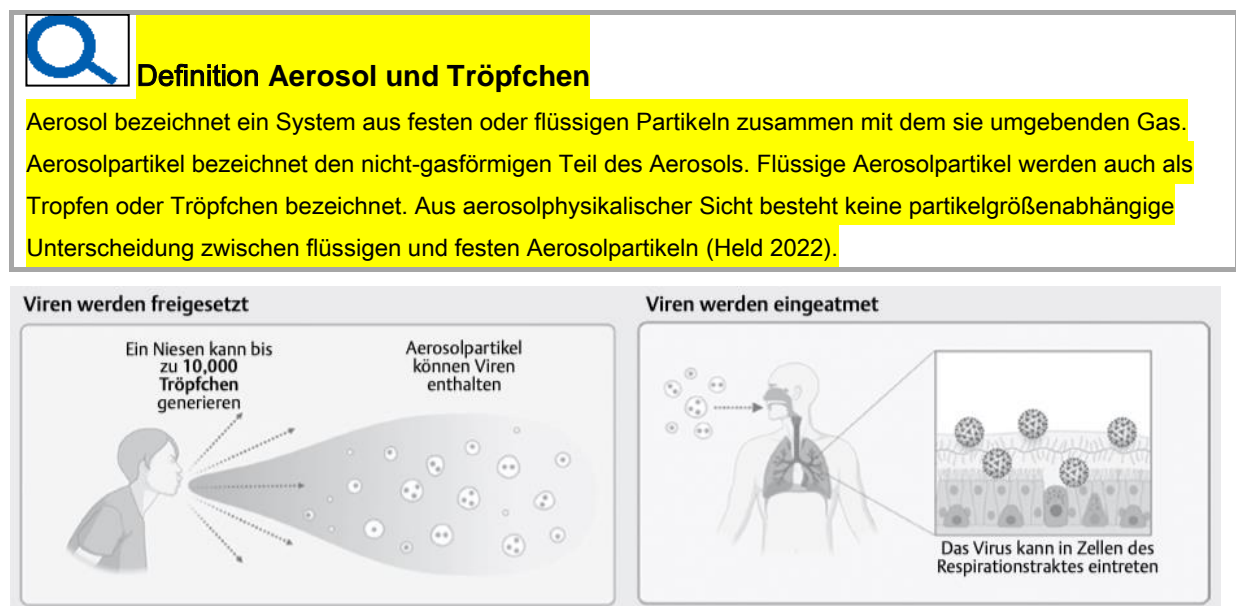 Definition Aerosol und Tröpfchen
Aerosol bezeichnet ein System aus festen oder flüssigen Partikeln zusammen mit dem sie umgebenden Gas.
Aerosolpartikel bezeichnet den nicht-gasförmigen Teil des Aerosols. Flüssige Aerosolpartikel werden auch als
Tropfen oder Tröpfchen bezeichnet. Aus aerosolphysikalischer Sicht besteht keine partikelgrößenabhängige
Unterscheidung zwischen flüssigen und festen Aerosolpartikeln (Held 2022).
Viren werden freigesetzt
Ein Niesen kann bis
zu 10,000
Tröpfchen
generieren
Aerosolpartikel
können Viren
enthalten
Viren werden eingeatmet
Das Virus kann in Zellen des
Respirationstraktes eintreten